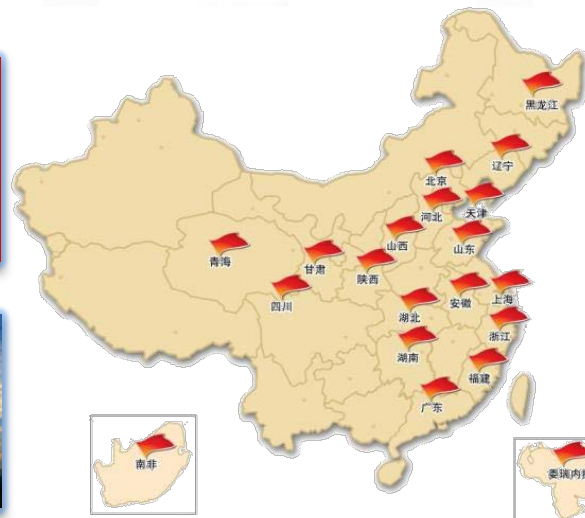 黑龙江
辽宁
北京
河北
天津
山西
山东
青海
甘肃
陕西
四川
湖北
安徽
上海
浙江
湖南
福建
广东
南非
委瑞内